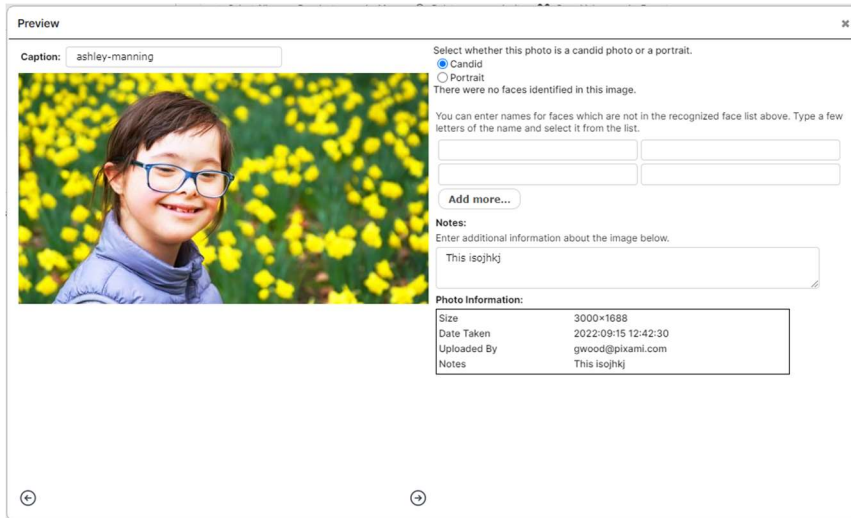 Preview
Caption: ashley-manning
Select whether this photo is a candid photo or a portrait.
Candid
Portrait
There were no faces identified in this image.
You can enter names for faces which are not in the recognized face list above. Type a few
letters of the name and select it from the list.
Add more...
Notes:
Enter additional information about the image below.
This isojhkj
Photo Information:
Size 3000×1688
Date Taken 2022:09:15 12:42:30
Uploaded By gwood@pixami.com
Notes This isojhkj